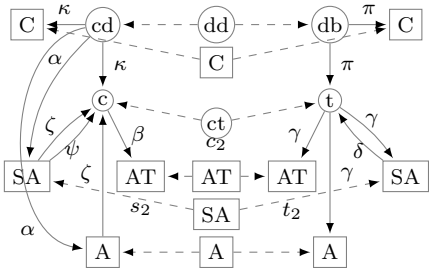 C κ cd dd db π C
α κ C π
c t
ζ ψ β ct c₂ γ γ δ
SA ζ AT AT AT γ SA
s₂ SA t₂
α A A A